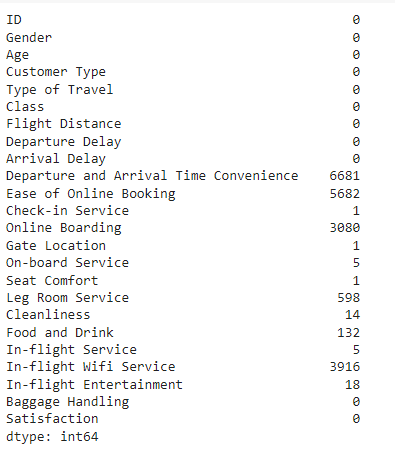 ID 0
Gender 0
Age 0
Customer Type 0
Type of Travel 0
Class 0
Flight Distance 0
Departure Delay 0
Arrival Delay 0
Departure and Arrival Time Convenience 6681
Ease of Online Booking 5682
Check-in Service 1
Online Boarding 3080
Gate Location 1
On-board Service 5
Seat Comfort 1
Leg Room Service 598
Cleanliness 14
Food and Drink 132
In-flight Service 5
In-flight Wifi Service 3916
In-flight Entertainment 18
Baggage Handling 0
Satisfaction 0
dtype: int64